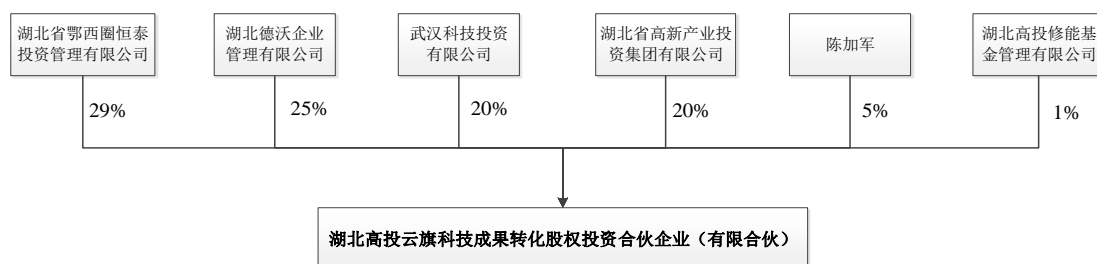 湖北省鄂西圈恒泰
投资管理有限公司
湖北德沃企业
管理有限公司
武汉科技投资
有限公司
湖北省高新产业投
资集团有限公司
陈加军
湖北高投修能基
金管理有限公司
29%
25%
20%
20%
5%
1%
湖北高投云旗科技成果转化股权投资合伙企业（有限合伙）